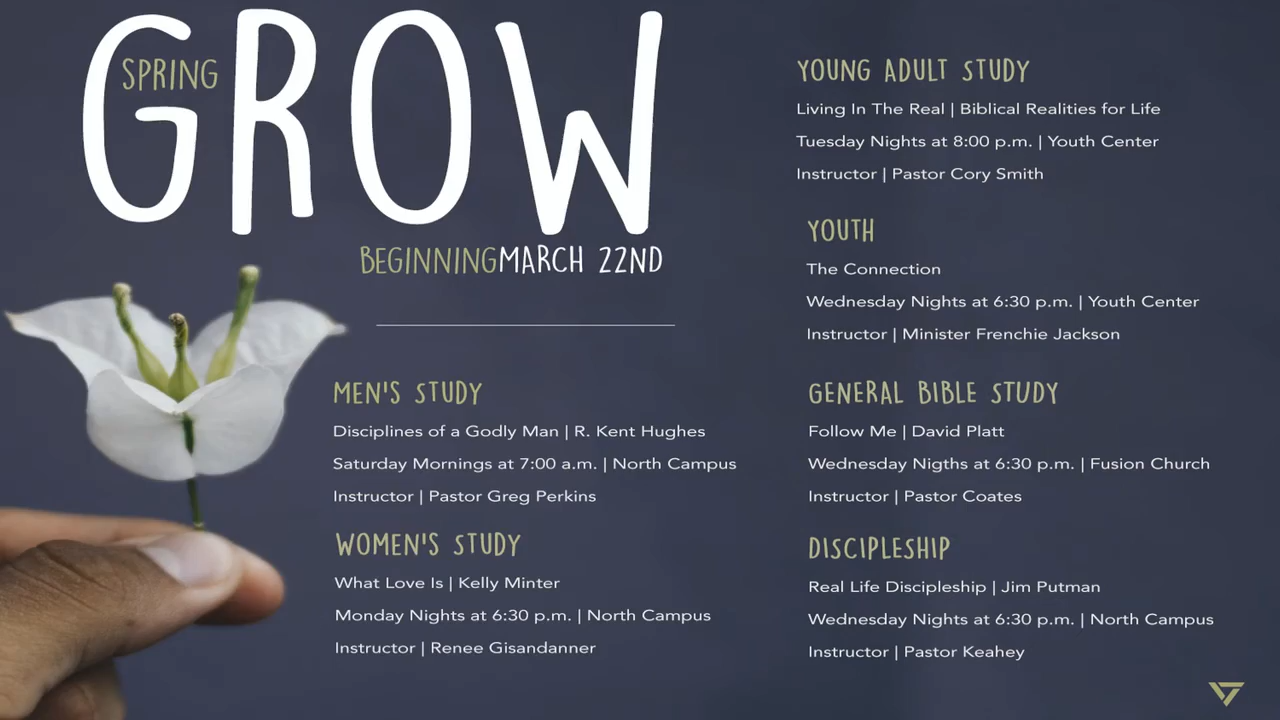 SPRING
GROW
BEGINNING MARCH 22ND
MEN'S STUDY
Disciplines of a Godly Man | R. Kent Hughes
Saturday Mornings at 7:00 a.m. | North Campus
Instructor | Pastor Greg Perkins
WOMEN'S STUDY
What Love Is | Kelly Minter
Monday Nights at 6:30 p.m. | North Campus
Instructor | Renee Gisandanner
YOUNG ADULT STUDY
Living In The Real | Biblical Realities for Life
Tuesday Nights at 8:00 p.m. | Youth Center
Instructor | Pastor Cory Smith
YOUTH
The Connection
Wednesday Nights at 6:30 p.m. | Youth Center
Instructor | Minister Frenchie Jackson
GENERAL BIBLE STUDY
Follow Me | David Platt
Wednesday Nigths at 6:30 p.m. | Fusion Church
Instructor | Pastor Coates
DISCIPLESHIP
Real Life Discipleship | Jim Putman
Wednesday Nights at 6:30 p.m. | North Campus
Instructor | Pastor Keahey